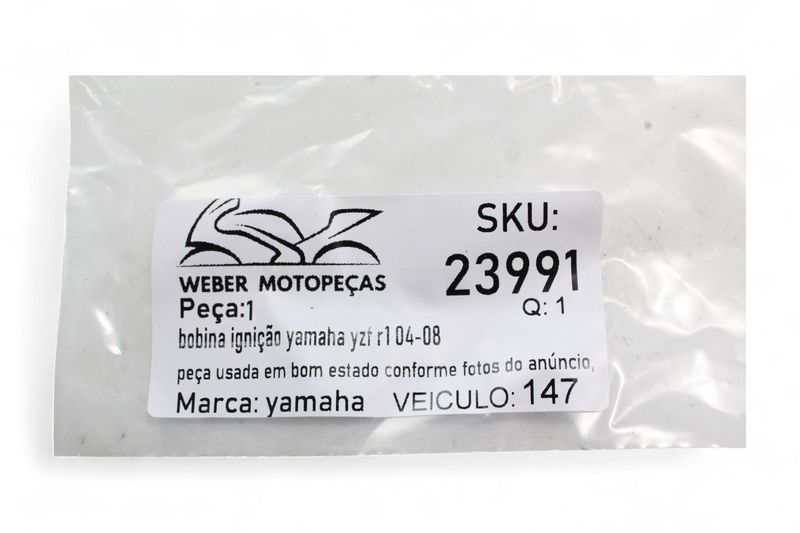 WEBER MOTOPEÇAS
SKU:
23991
Peça:1
Q: 1
bobina ignição yamaha yzf r1 04-08
peça usada em bom estado conforme fotos do anúncio,
Marca: yamaha VEICULO: 147